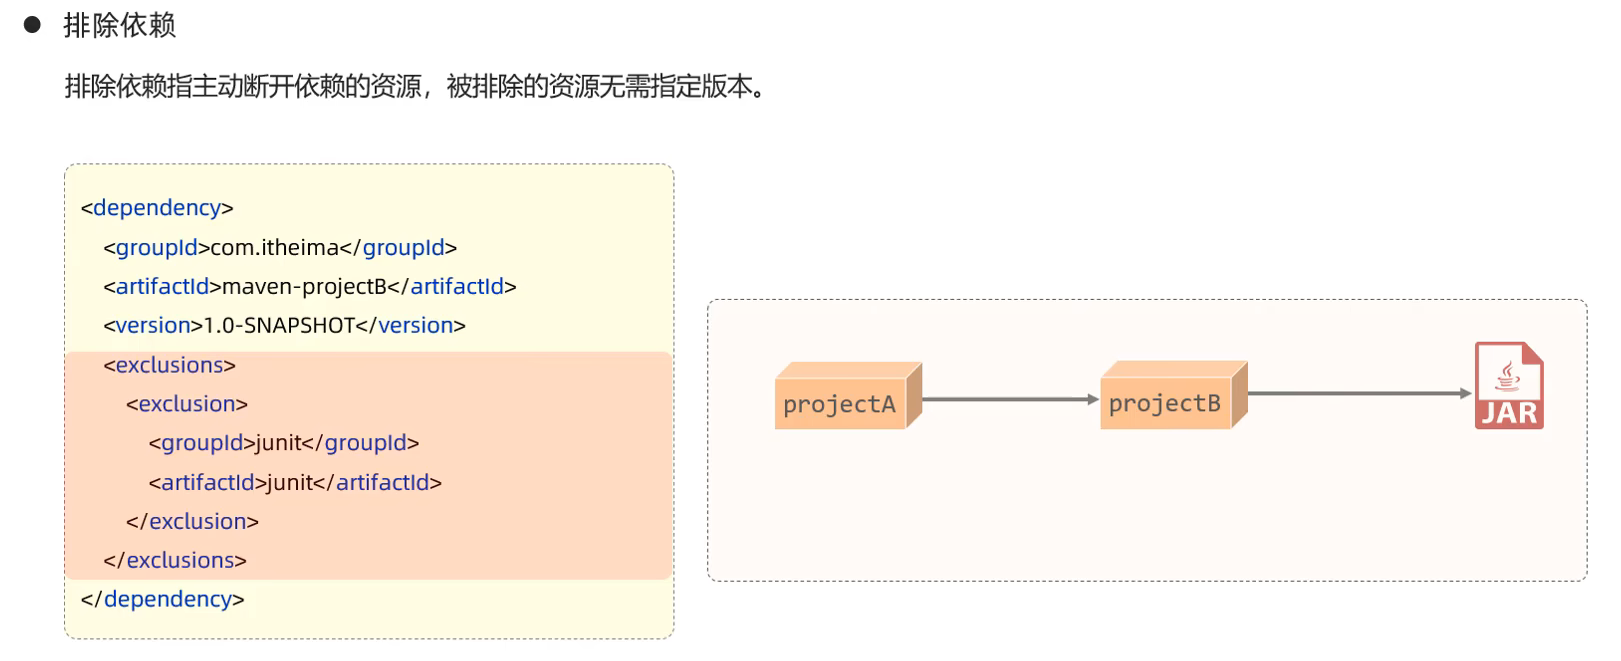 排除依赖
排除依赖指主动断开依赖的资源，被排除的资源无需指定版本。
<dependency>
<groupId>com.itheima</groupId>
<artifactId>maven-projectB</artifactId>
<version>1.0-SNAPSHOT</version>
<exclusions>
<exclusion>
<groupId>junit</groupId>
<artifactId>junit</artifactId>
</exclusion>
</exclusions>
</dependency>
projectA
projectB
JAR